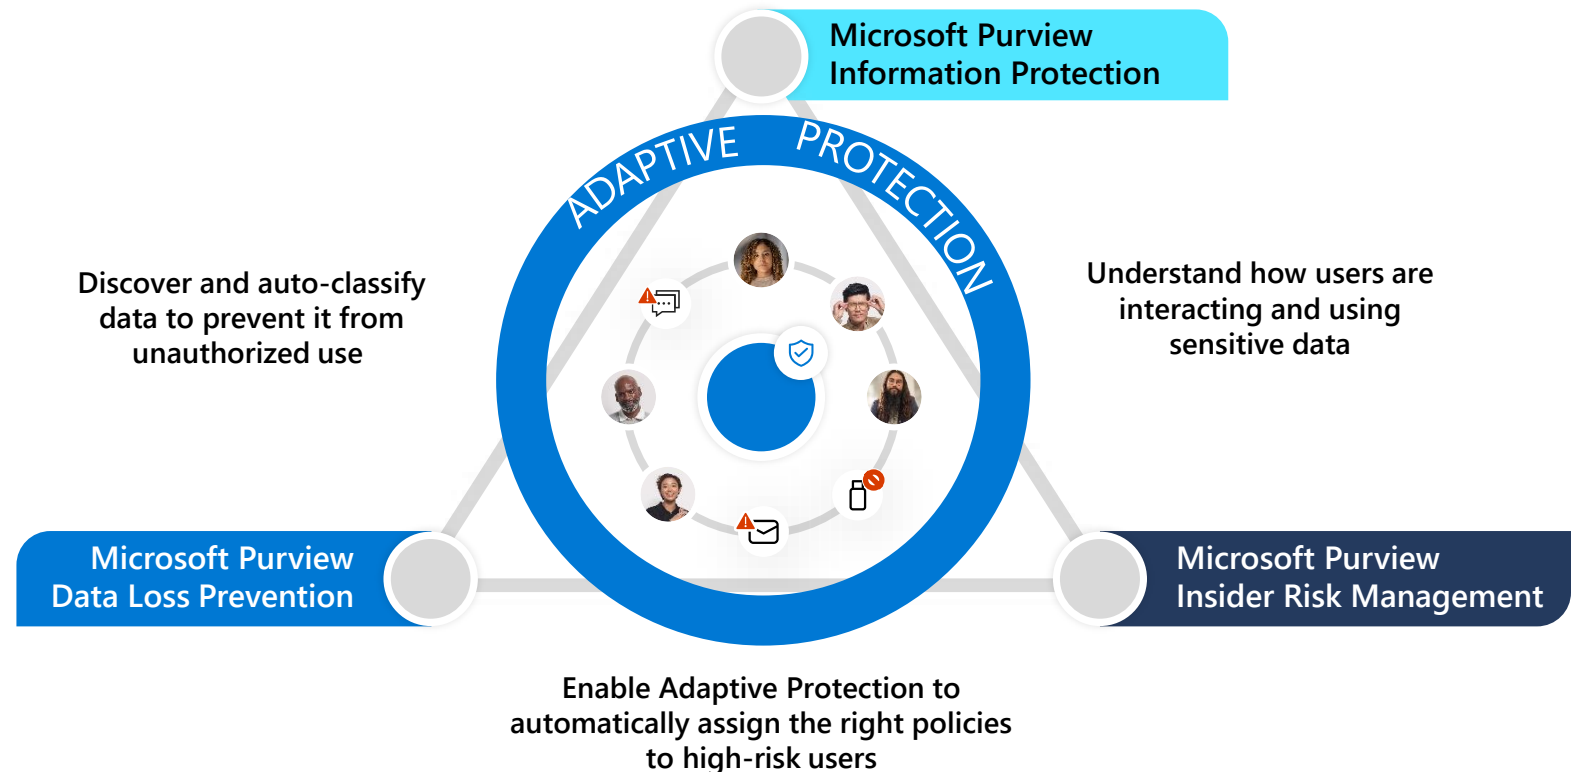 Microsoft Purview
Information Protection
ADAPTIVE PROTECTION
Discover and auto-classify
data to prevent it from
unauthorized use
Understand how users are
interacting and using
sensitive data
Microsoft Purview
Data Loss Prevention
Microsoft Purview
Insider Risk Management
Enable Adaptive Protection to
automatically assign the right policies
to high-risk users